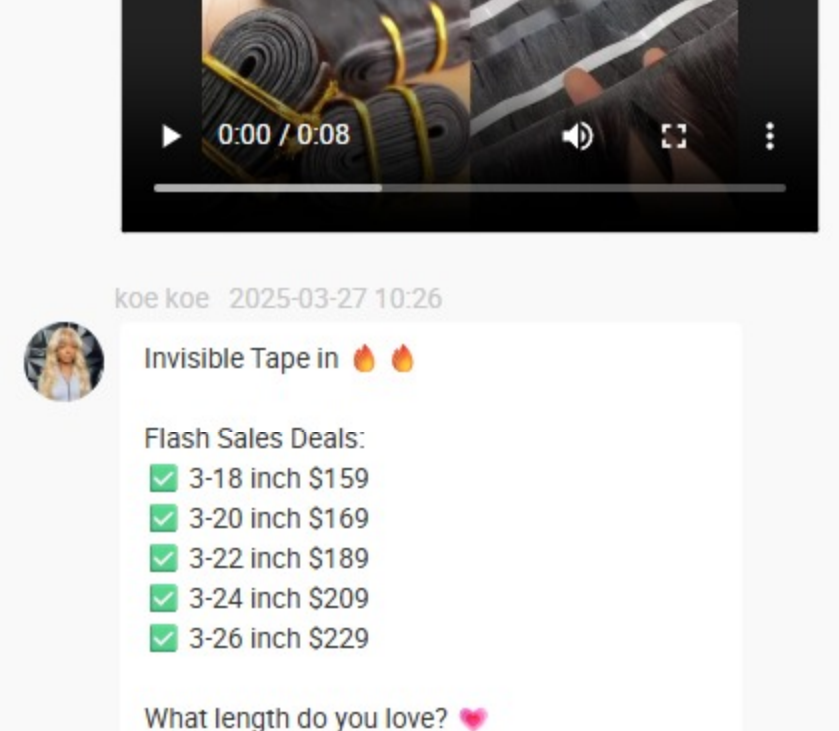 0:00 / 0:08
koe koe 2025-03-27 10:26
Invisible Tape in 🔥 🔥
Flash Sales Deals:
✅ 3-18 inch $159
✅ 3-20 inch $169
✅ 3-22 inch $189
✅ 3-24 inch $209
✅ 3-26 inch $229
What length do you love? 💗